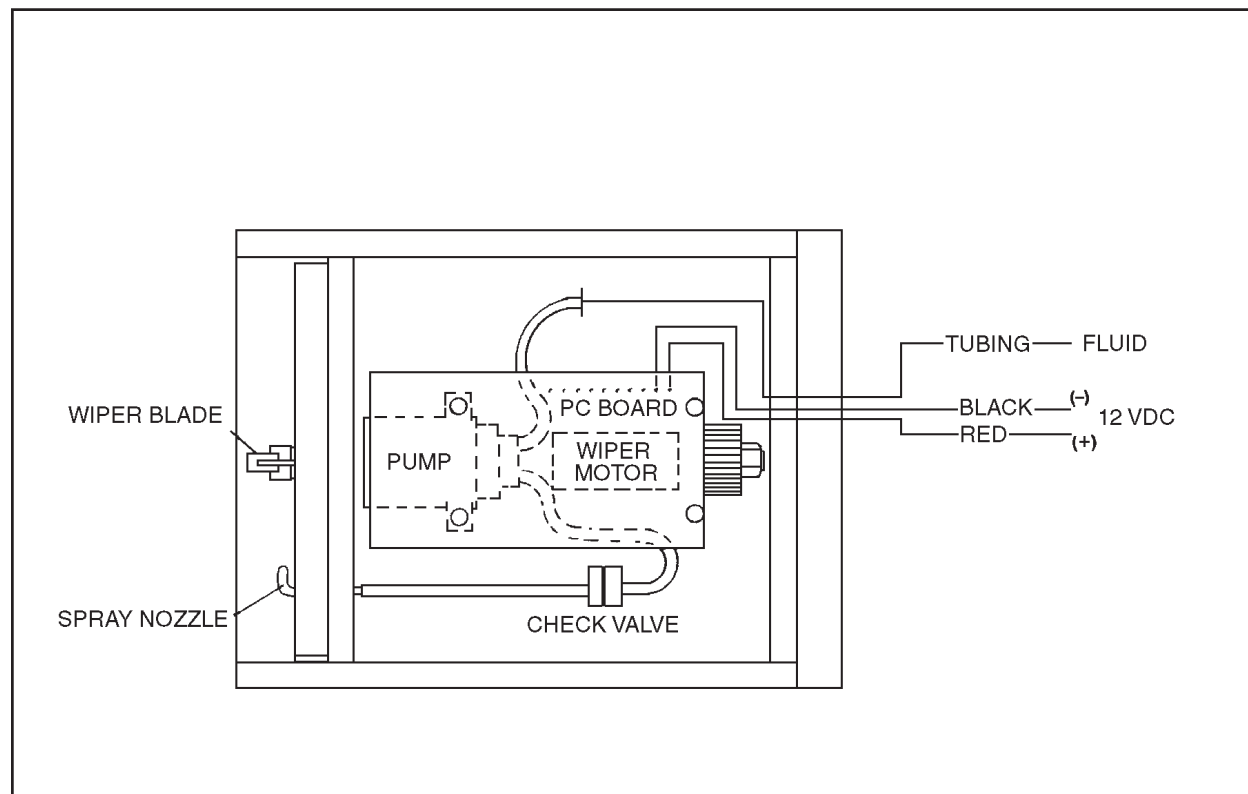 TUBING FLUID
BLACK (–)
12 VDC
RED (+)
WIPER BLADE
PC BOARD
PUMP
WIPER
MOTOR
SPRAY NOZZLE
CHECK VALVE